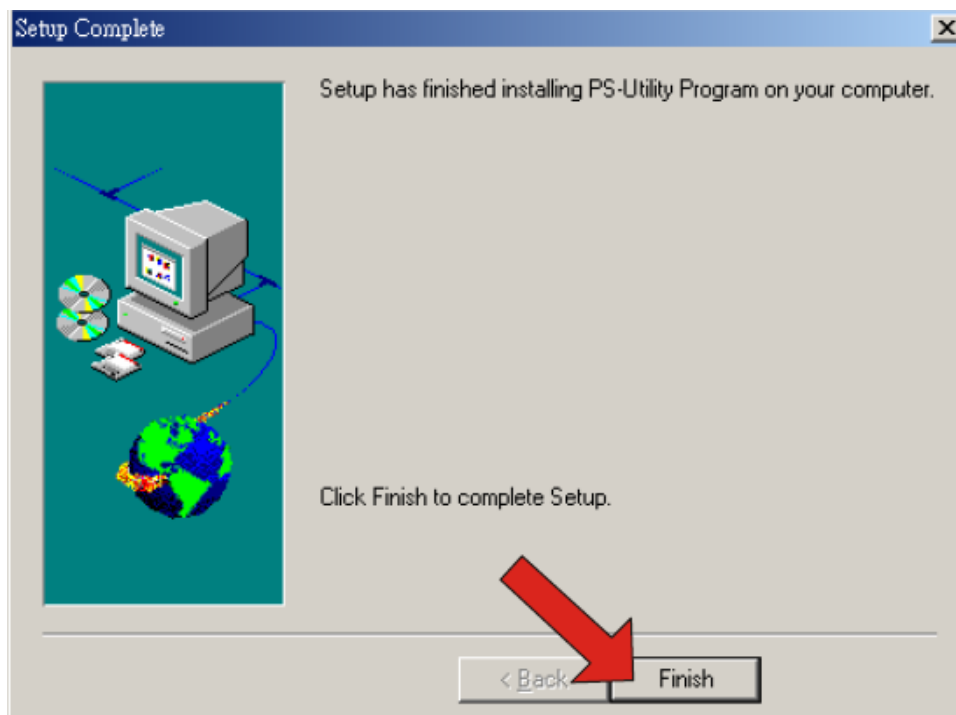 Setup Complete
Setup has finished installing PS-Utility Program on your computer.
Click Finish to complete Setup.
< Back
Finish